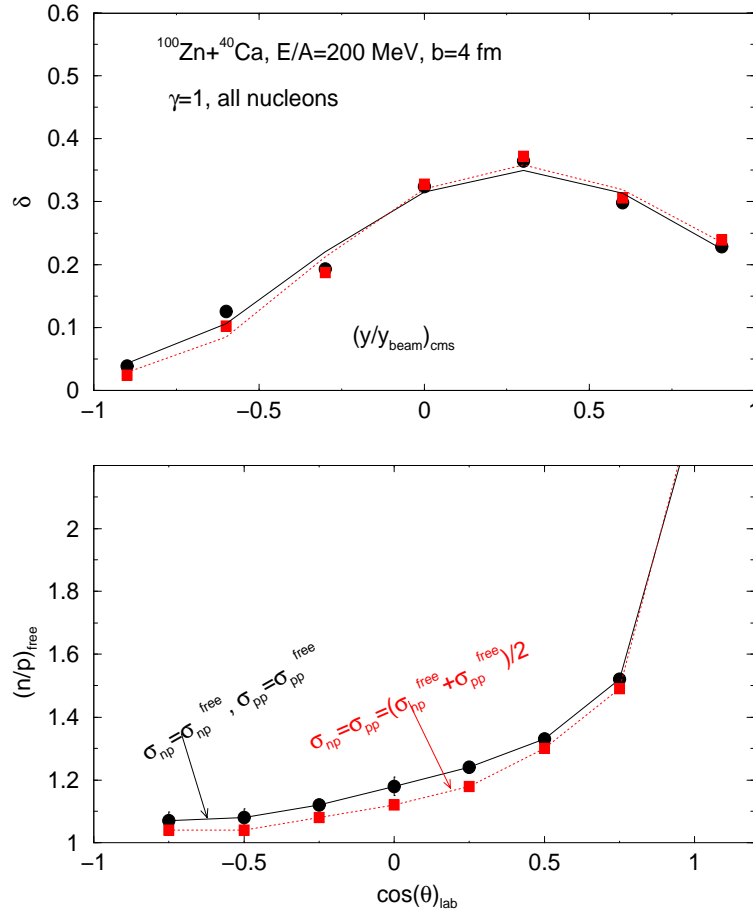 0.6
¹⁰⁰Zn+⁴⁰Ca, E/A=200 MeV, b=4 fm
0.5
γ=1, all nucleons
0.4
δ
0.3
0.2
0.1
(y/y_beam)_cms
0
−1
−0.5
0
0.5
1
2
1.8
(n/p)_free
1.6
σ_np=σ_np^free, σ_pp=σ_pp^free
σ_np=σ_pp=(σ_np^free+σ_pp^free)/2
1.4
1.2
1
−1
−0.5
0
0.5
1
cos(θ)_lab